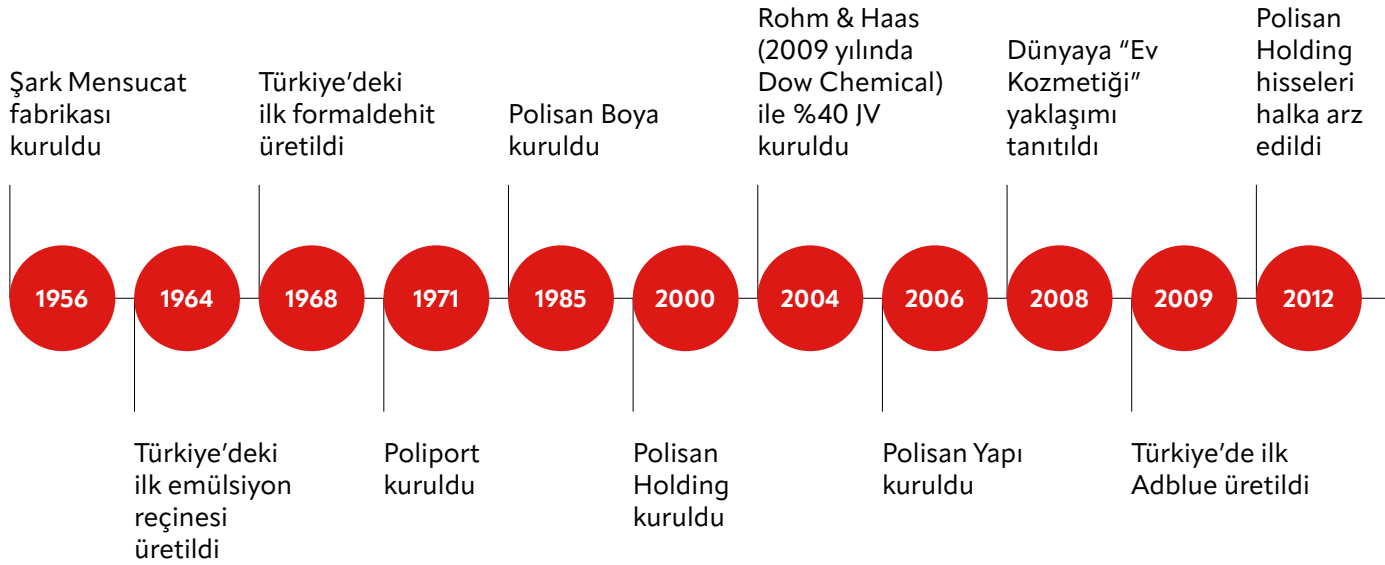 Şark Mensucat
fabrikası
kuruldu
Türkiye’deki
ilk formaldehit
üretildi
Polisan Boya
kuruldu
Rohm & Haas
(2009 yılında
Dow Chemical)
ile %40 JV
kuruldu
Dünyaya “Ev
Kozmetiği”
yaklaşımı
tanıtıldı
Polisan
Holding
hisseleri
halka arz
edildi
1956
1964
1968
1971
1985
2000
2004
2006
2008
2009
2012
Türkiye’deki
ilk emülsiyon
reçinesi
üretildi
Poliport
kuruldu
Polisan
Holding
kuruldu
Polisan Yapı
kuruldu
Türkiye’de ilk
Adblue üretildi